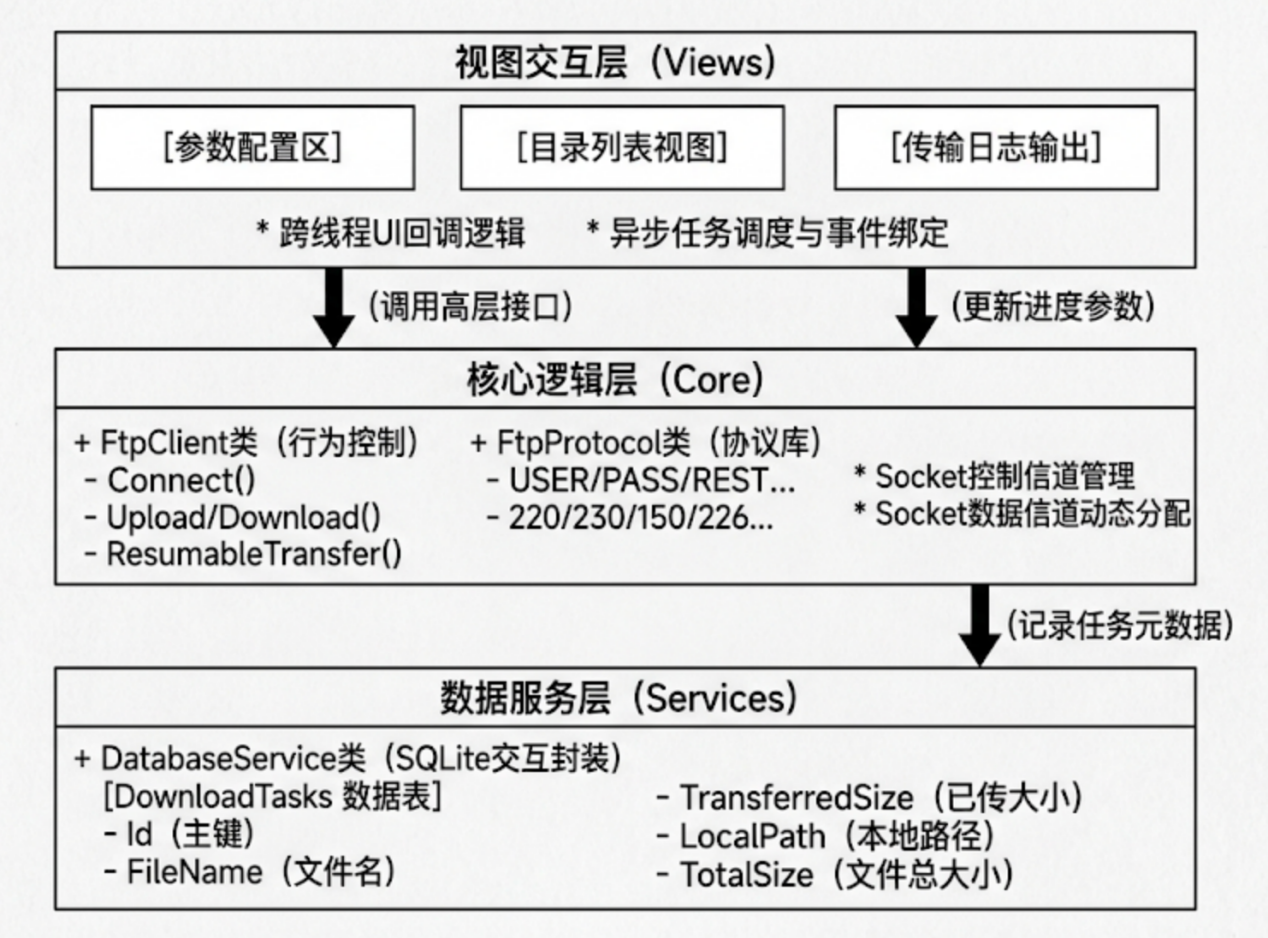 视图交互层（Views）
[参数配置区]
[目录列表视图]
[传输日志输出]
* 跨线程UI回调逻辑
* 异步任务调度与事件绑定
(调用高层接口)
(更新进度参数)
核心逻辑层（Core）
+ FtpClient类（行为控制）
- Connect()
- Upload/Download()
- ResumableTransfer()
+ FtpProtocol类（协议库）
- USER/PASS/REST...
- 220/230/150/226...
* Socket控制信道管理
* Socket数据信道动态分配
(记录任务元数据)
数据服务层（Services）
+ DatabaseService类（SQLite交互封装）
[DownloadTasks 数据表]
- Id（主键）
- FileName（文件名）
- TransferredSize（已传大小）
- LocalPath（本地路径）
- TotalSize（文件总大小）